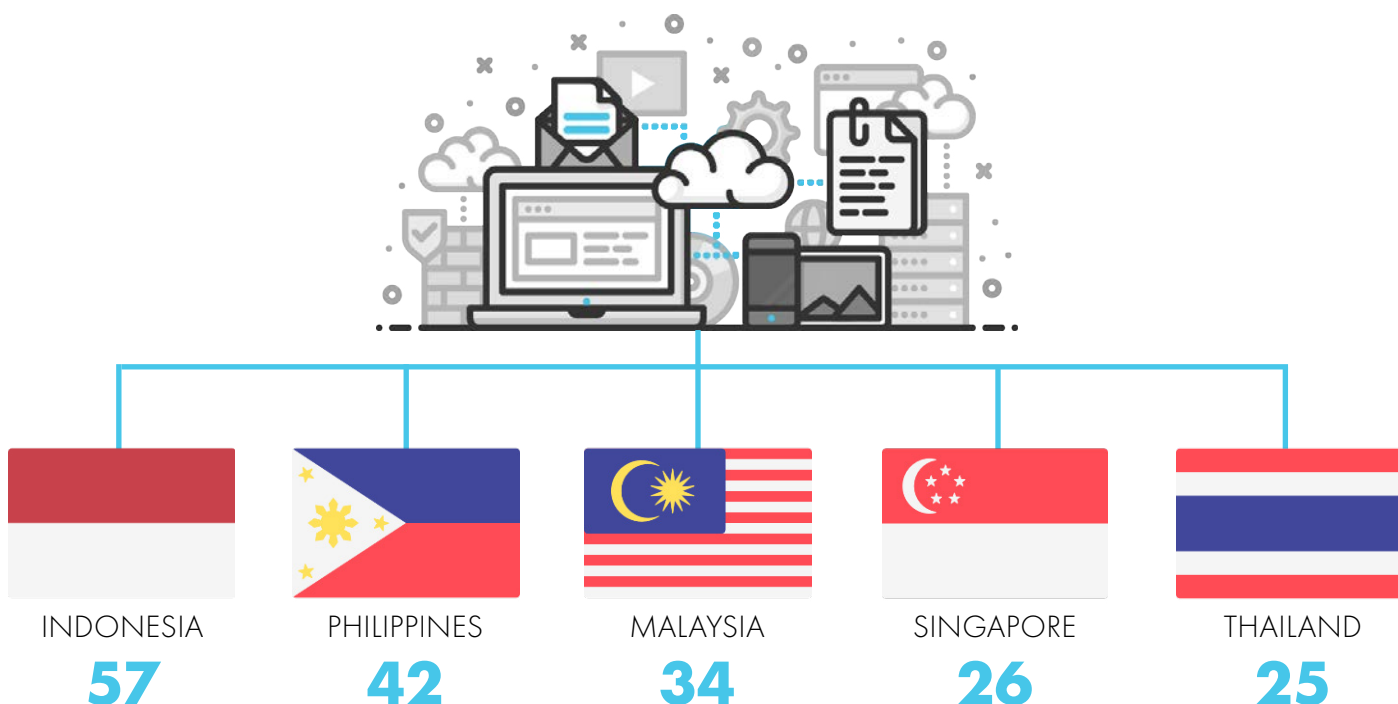 INDONESIA
57
PHILIPPINES
42
MALAYSIA
34
SINGAPORE
26
THAILAND
25